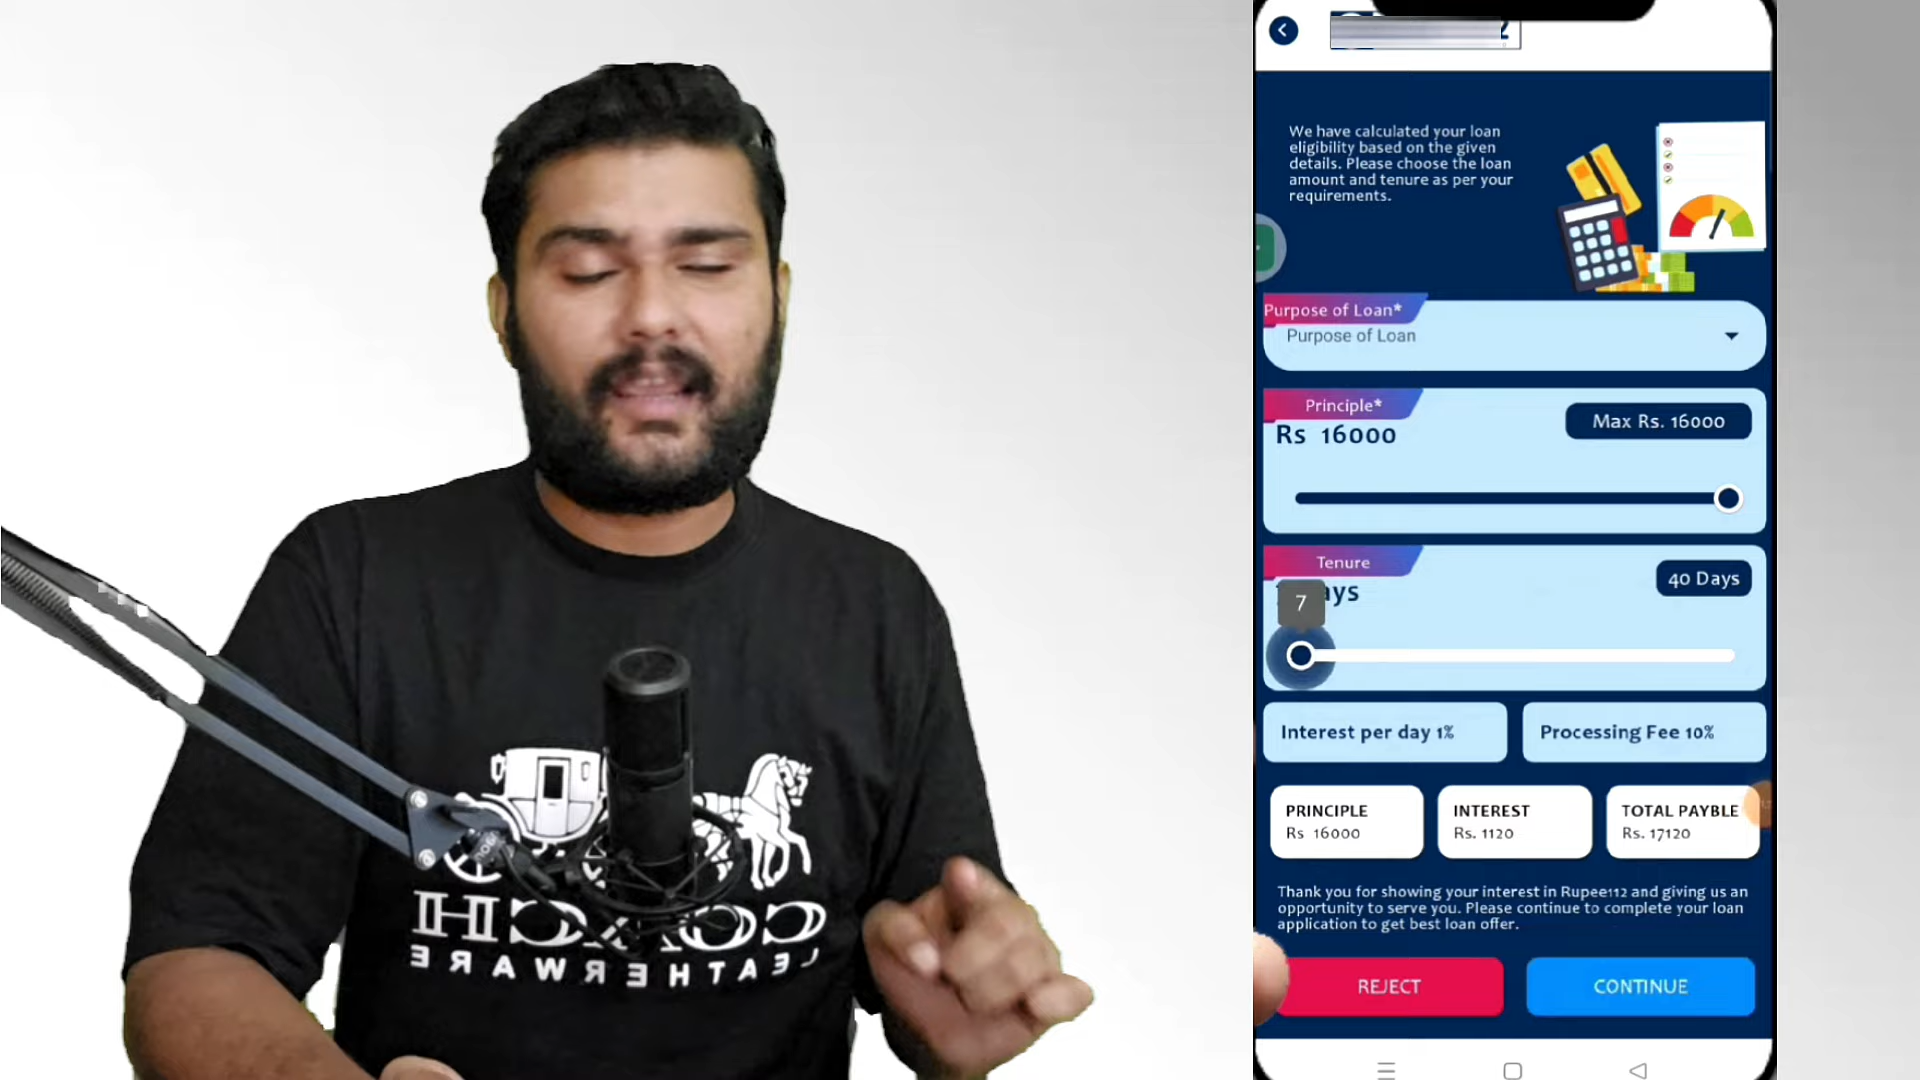 We have calculated your loan
eligibility based on the given
details. Please choose the loan
amount and tenure as per your
requirements.
Purpose of Loan*
Purpose of Loan
Principle*
Max Rs. 16000
Rs 16000
Tenure
40 Days
7
Interest per day 1%
Processing Fee 10%
PRINCIPLE
Rs 16000
INTEREST
Rs. 1120
TOTAL PAYBLE
Rs. 17120
Thank you for showing your interest in Rupee112 and giving us an
opportunity to serve you. Please continue to complete your loan
application to get best loan offer.
REJECT
CONTINUE
COACH
LEATHERWARE